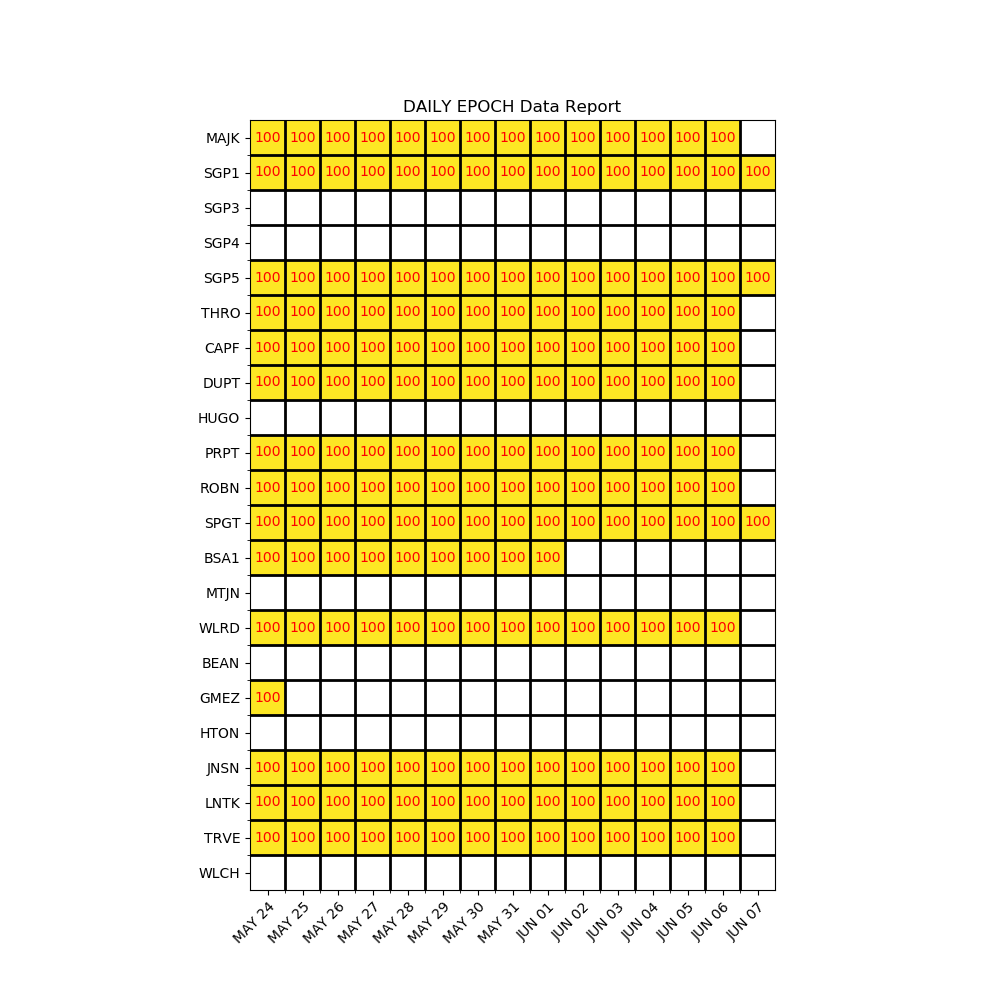 DAILY EPOCH Data Report
MAJK 100 100 100 100 100 100 100 100 100 100 100 100 100 100
SGP1 100 100 100 100 100 100 100 100 100 100 100 100 100 100 100
SGP3
SGP4
SGP5 100 100 100 100 100 100 100 100 100 100 100 100 100 100 100
THRO 100 100 100 100 100 100 100 100 100 100 100 100 100 100
CAPF 100 100 100 100 100 100 100 100 100 100 100 100 100 100
DUPT 100 100 100 100 100 100 100 100 100 100 100 100 100 100
HUGO
PRPT 100 100 100 100 100 100 100 100 100 100 100 100 100 100
ROBN 100 100 100 100 100 100 100 100 100 100 100 100 100 100
SPGT 100 100 100 100 100 100 100 100 100 100 100 100 100 100 100
BSA1 100 100 100 100 100 100 100 100 100
MTJN
WLRD 100 100 100 100 100 100 100 100 100 100 100 100 100 100
BEAN
GMEZ 100
HTON
JNSN 100 100 100 100 100 100 100 100 100 100 100 100 100 100
LNTK 100 100 100 100 100 100 100 100 100 100 100 100 100 100
TRVE 100 100 100 100 100 100 100 100 100 100 100 100 100 100
WLCH
MAY 24 MAY 25 MAY 26 MAY 27 MAY 28 MAY 29 MAY 30 MAY 31 JUN 01 JUN 02 JUN 03 JUN 04 JUN 05 JUN 06 JUN 07